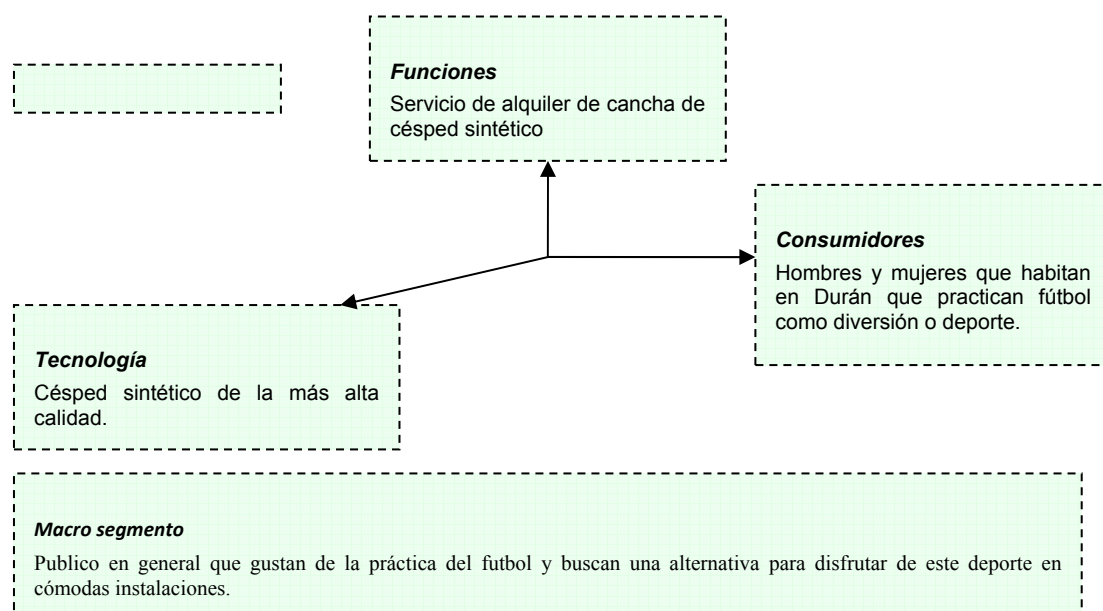 Funciones
Servicio de alquiler de cancha de
césped sintético
Consumidores
Hombres y mujeres que habitan
en Durán que practican fútbol
como diversión o deporte.
Tecnología
Césped sintético de la más alta
calidad.
Macro segmento
Publico en general que gustan de la práctica del futbol y buscan una alternativa para disfrutar de este deporte en
cómodas instalaciones.